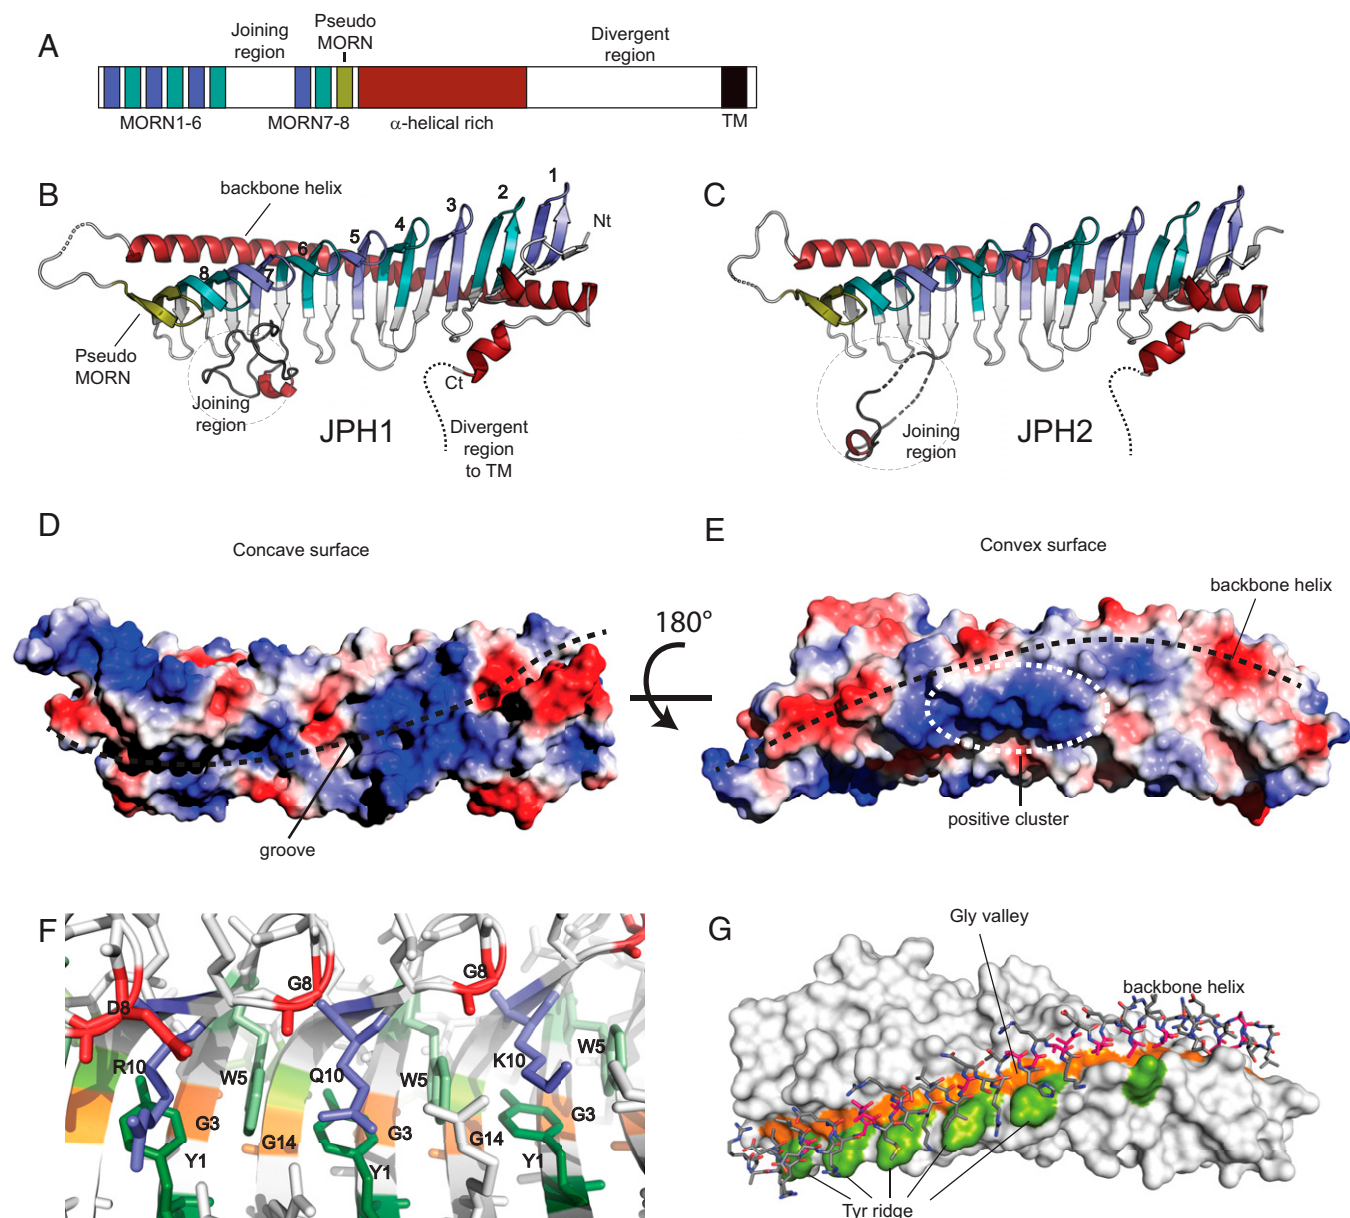 A
Joining
region
Pseudo
MORN
Divergent
region
MORN1-6
MORN7-8
α-helical rich
TM
B
backbone helix
1
2
3
4
5
6
7
8
Nt
Pseudo
MORN
Joining
region
JPH1
Ct
Divergent
region
to TM
C
Joining
region
JPH2
D
Concave surface
groove
180°
E
Convex surface
backbone helix
positive cluster
F
D8
G8
G8
R10
W5
Q10
W5
K10
W5
G3
G14
G3
G14
G3
Y1
Y1
Y1
G
Gly valley
backbone helix
Tyr ridge